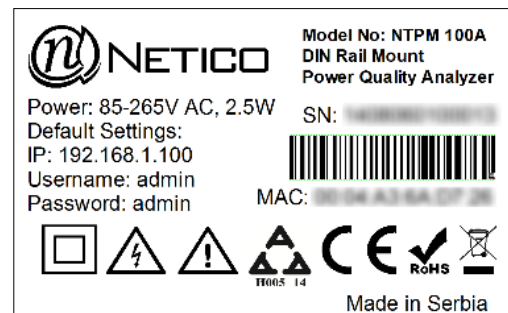 NETICO
Model No: NTPM 100A
DIN Rail Mount
Power Quality Analyzer
Power: 85-265V AC, 2.5W
Default Settings:
IP: 192.168.1.100
Username: admin
Password: admin
SN:
MAC:
H005 14
CE
RoHS
Made in Serbia